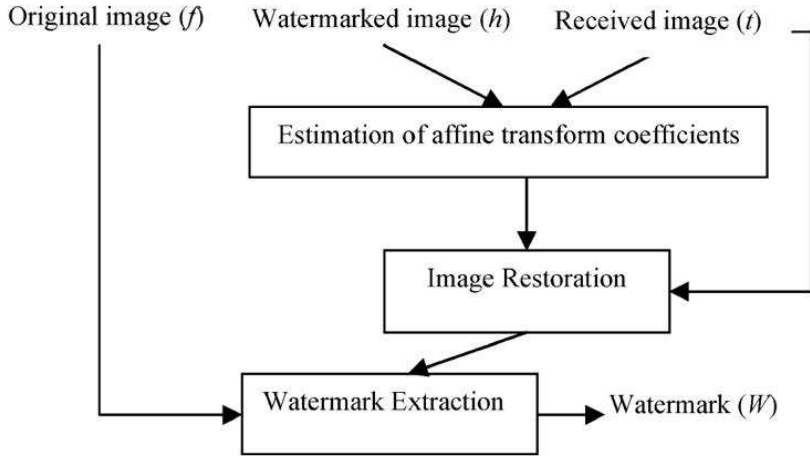 Original image (f)
Watermarked image (h)
Received image (t)
Estimation of affine transform coefficients
Image Restoration
Watermark Extraction
Watermark (W)